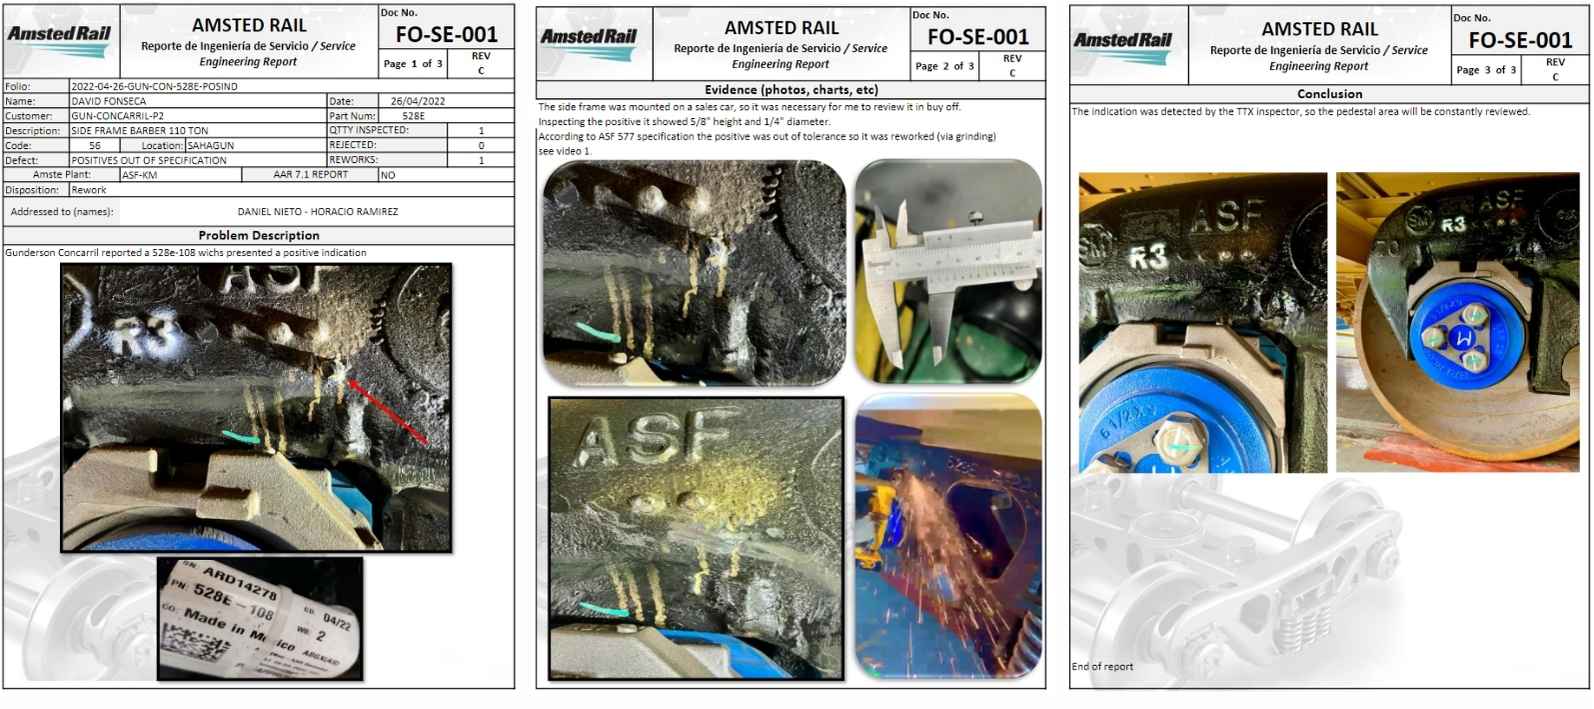 Amsted Rail
AMSTED RAIL
Reporte de Ingeniería de Servicio / Service
Engineering Report
Doc No.
FO-SE-001
Page 1 of 3
REV
C
Folio: 2022-04-26-GUN-CON-528E-POSIND
Name: DAVID FONSECA Date: 26/04/2022
Customer: GUN-CONCARRIL-P2 Part Num: 528E
Description: SIDE FRAME BARBER 110 TON QTTY INSPECTED: 1
Code: 56 Location: SAHAGUN REJECTED: 0
Defect: POSITIVES OUT OF SPECIFICATION REWORKS: 1
Amste Plant: ASF-KM AAR 7.1 REPORT NO
Disposition: Rework
Addressed to (names): DANIEL NIETO - HORACIO RAMIREZ
Problem Description
Gunderson Concarril reported a 528e-108 wichs presented a positive indication
ASF
R3
SN: ARD14278
PN: 528E-108
04/22
2
Made in Mexico
Amsted Rail
AMSTED RAIL
Reporte de Ingeniería de Servicio / Service
Engineering Report
Doc No.
FO-SE-001
Page 2 of 3
REV
C
Evidence (photos, charts, etc)
The side frame was mounted on a sales car, so it was necessary for me to review it in buy off.
Inspecting the positive it showed 5/8" height and 1/4" diameter.
According to ASF 577 specification the positive was out of tolerance so it was reworked (via grinding)
see video 1.
ASF
Amsted Rail
AMSTED RAIL
Reporte de Ingeniería de Servicio / Service
Engineering Report
Doc No.
FO-SE-001
Page 3 of 3
REV
C
Conclusion
The indication was detected by the TTX inspector, so the pedestal area will be constantly reviewed.
ASF
R3
ASF
R3
End of report